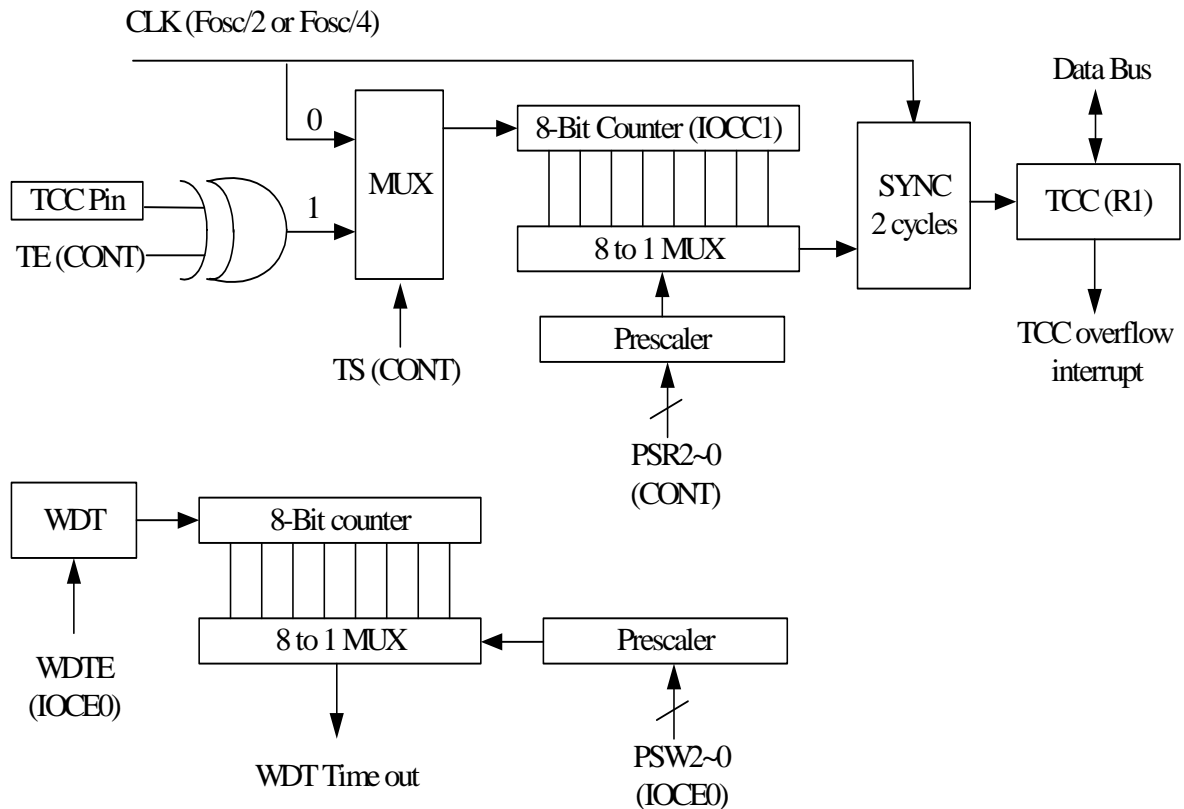 CLK (Fosc/2 or Fosc/4)
Data Bus
0
8-Bit Counter (IOCC1)
MUX
SYNC
2 cycles
TCC Pin
TCC (R1)
1
TE (CONT)
8 to 1 MUX
Prescaler
TS (CONT)
TCC overflow
interrupt
PSR2~0
(CONT)
WDT
8-Bit counter
8 to 1 MUX
Prescaler
WDTE
(IOCE0)
WDT Time out
PSW2~0
(IOCE0)